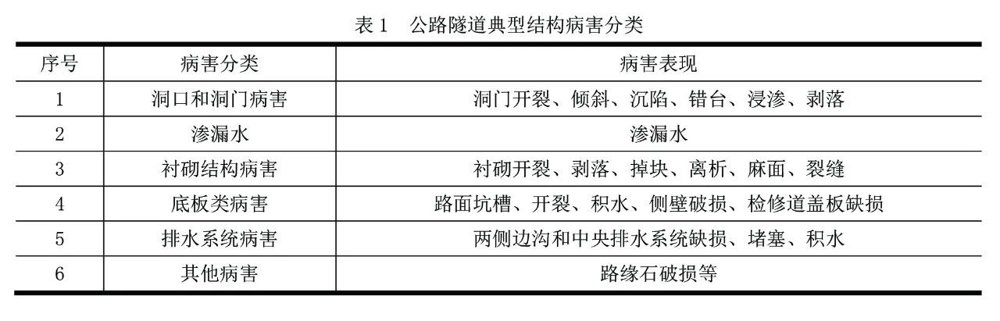 表 1 公路隧道典型结构病害分类
序号 病害分类 病害表现
1 洞口和洞门病害 洞门开裂、倾斜、沉陷、错台、浸渗、剥落
2 渗漏水 渗漏水
3 衬砌结构病害 衬砌开裂、剥落、掉块、离析、麻面、裂缝
4 底板类病害 路面坑槽、开裂、积水、侧壁破损、检修道盖板缺损
5 排水系统病害 两侧边沟和中央排水系统缺损、堵塞、积水
6 其他病害 路缘石破损等